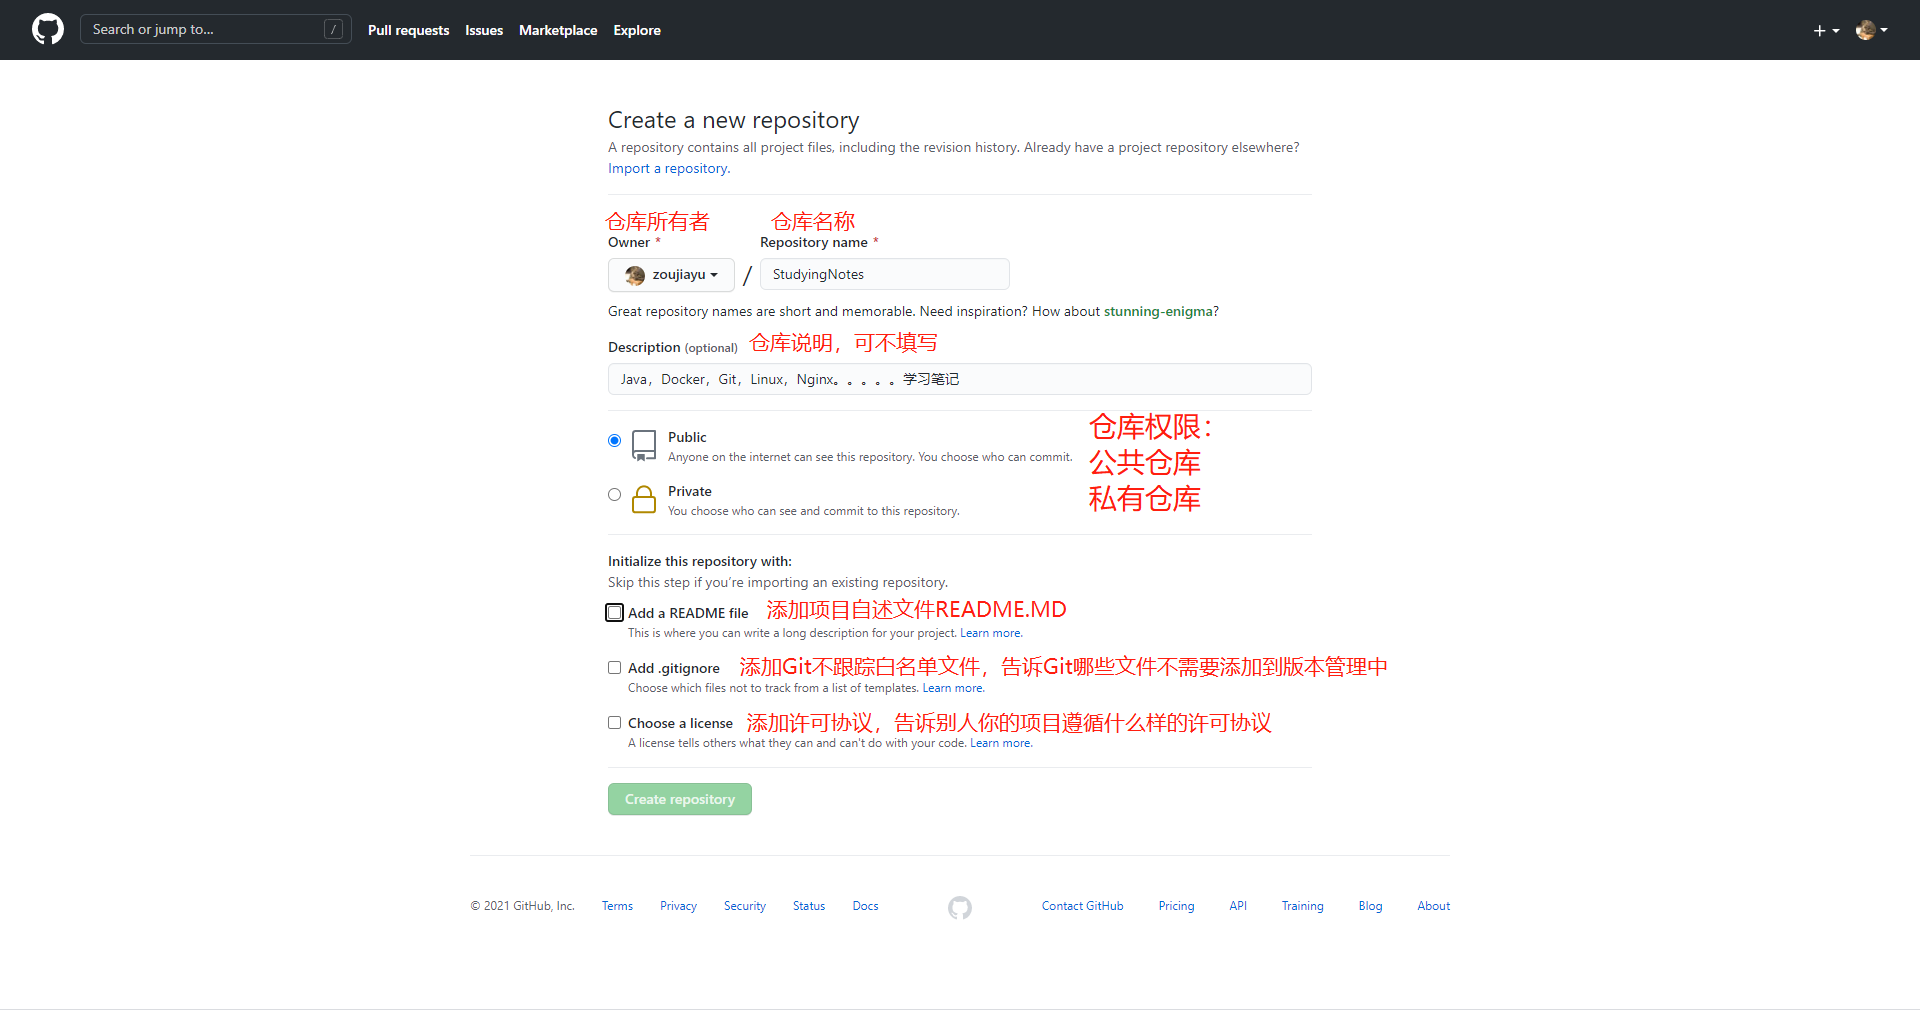 Search or jump to... /
Pull requests Issues Marketplace Explore
Create a new repository
A repository contains all project files, including the revision history. Already have a project repository elsewhere?
Import a repository.
仓库所有者 仓库名称
Owner * Repository name *
zoujiayu / StudyingNotes
Great repository names are short and memorable. Need inspiration? How about stunning-enigma?
Description (optional) 仓库说明，可不填写
Java，Docker，Git，Linux，Nginx。。。。。学习笔记
仓库权限：
公共仓库
私有仓库
Public
Anyone on the internet can see this repository. You choose who can commit.
Private
You choose who can see and commit to this repository.
Initialize this repository with:
Skip this step if you're importing an existing repository.
Add a README file 添加项目自述文件README.MD
This is where you can write a long description for your project. Learn more.
Add .gitignore 添加Git不跟踪白名单文件，告诉Git哪些文件不需要添加到版本管理中
Choose which files not to track from a list of templates. Learn more.
Choose a license 添加许可协议，告诉别人你的项目遵循什么样的许可协议
A license tells others what they can and can't do with your code. Learn more.
Create repository
© 2021 GitHub, Inc. Terms Privacy Security Status Docs Contact GitHub Pricing API Training Blog About